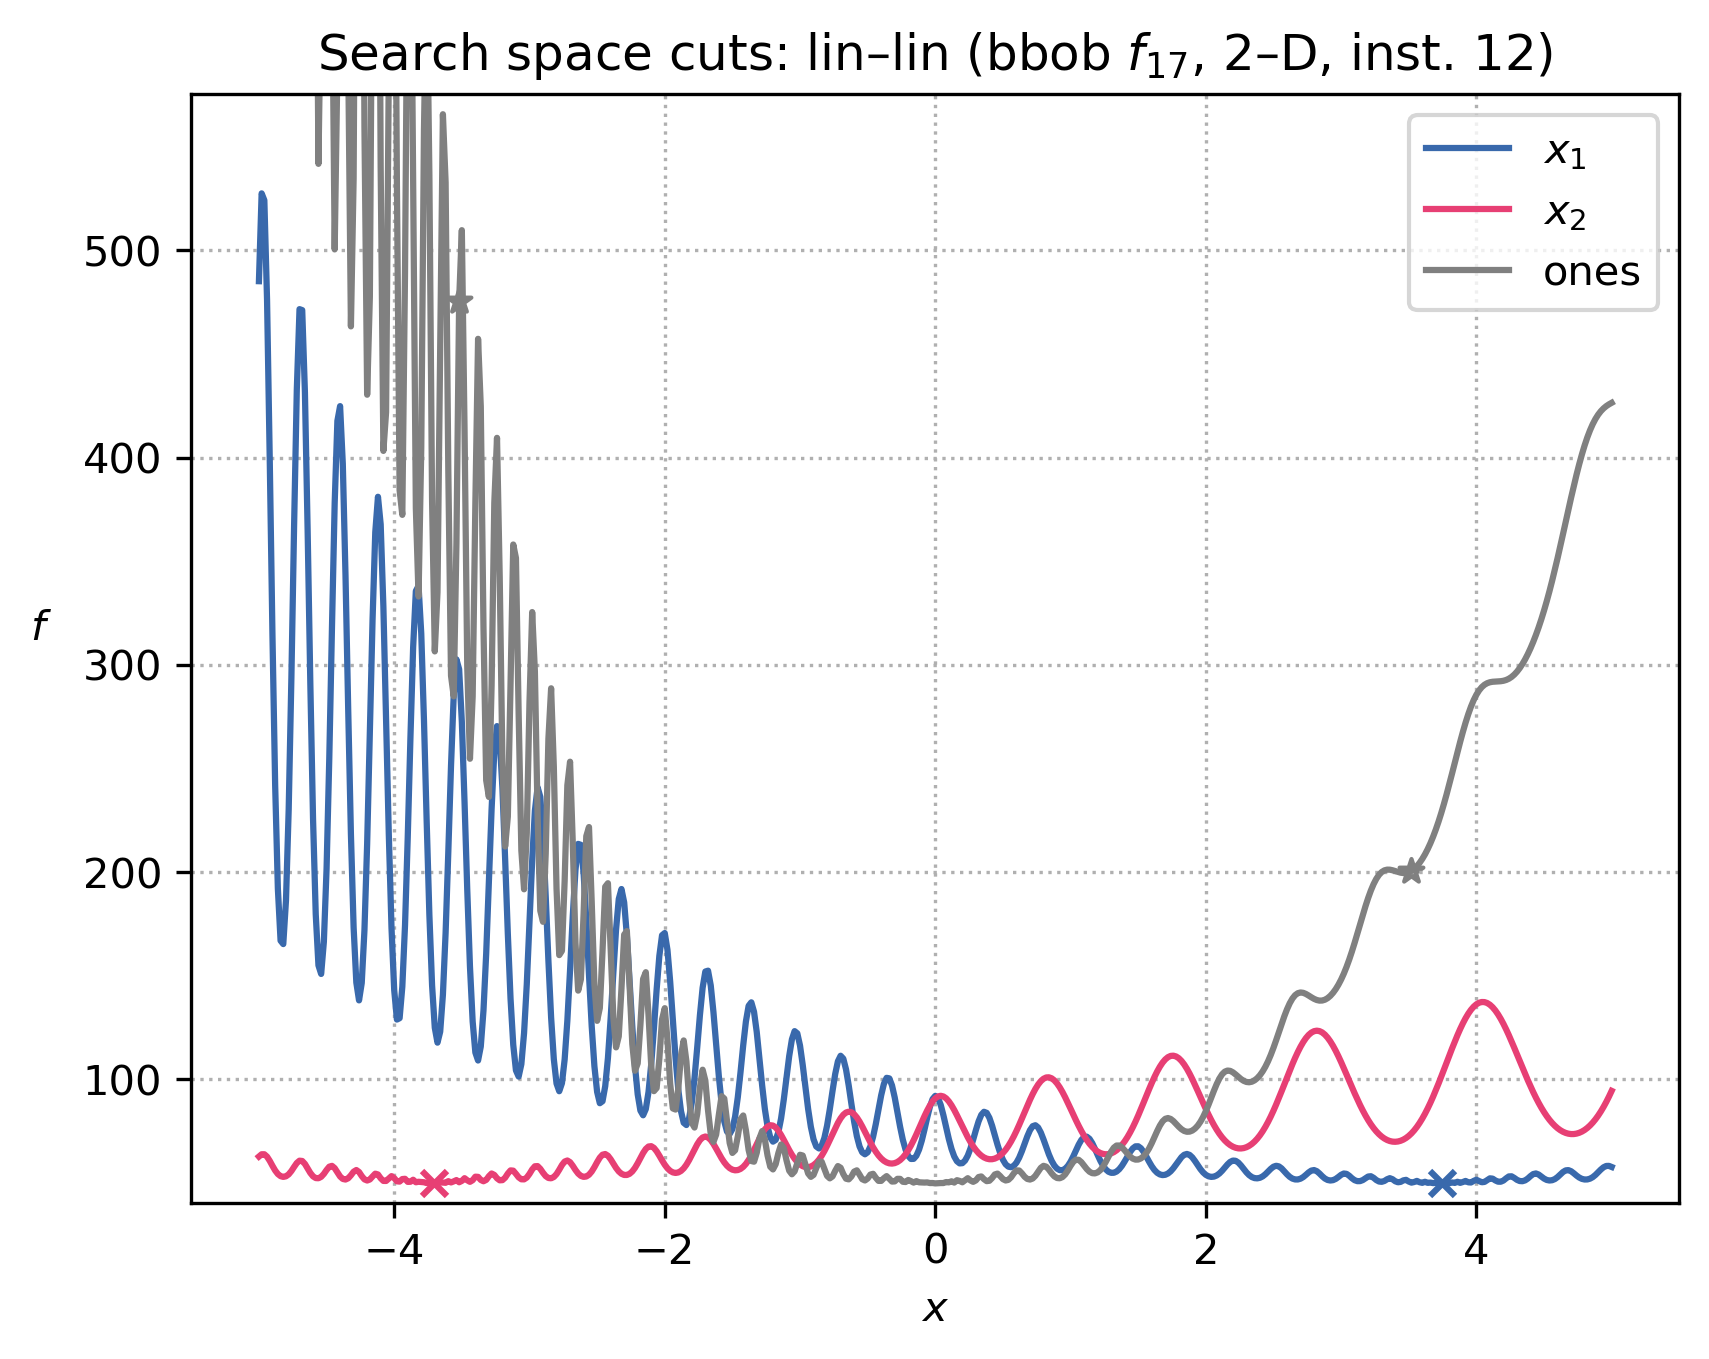 Search space cuts: lin–lin (bbob f₁₇, 2–D, inst. 12)
x₁
x₂
ones
500
400
300
200
100
f
−4 −2 0 2 4
x